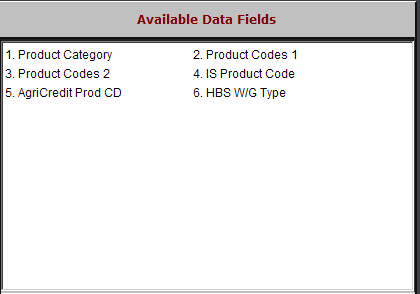 Available Data Fields
1. Product Category 2. Product Codes 1
3. Product Codes 2 4. IS Product Code
5. AgriCredit Prod CD 6. HBS W/G Type